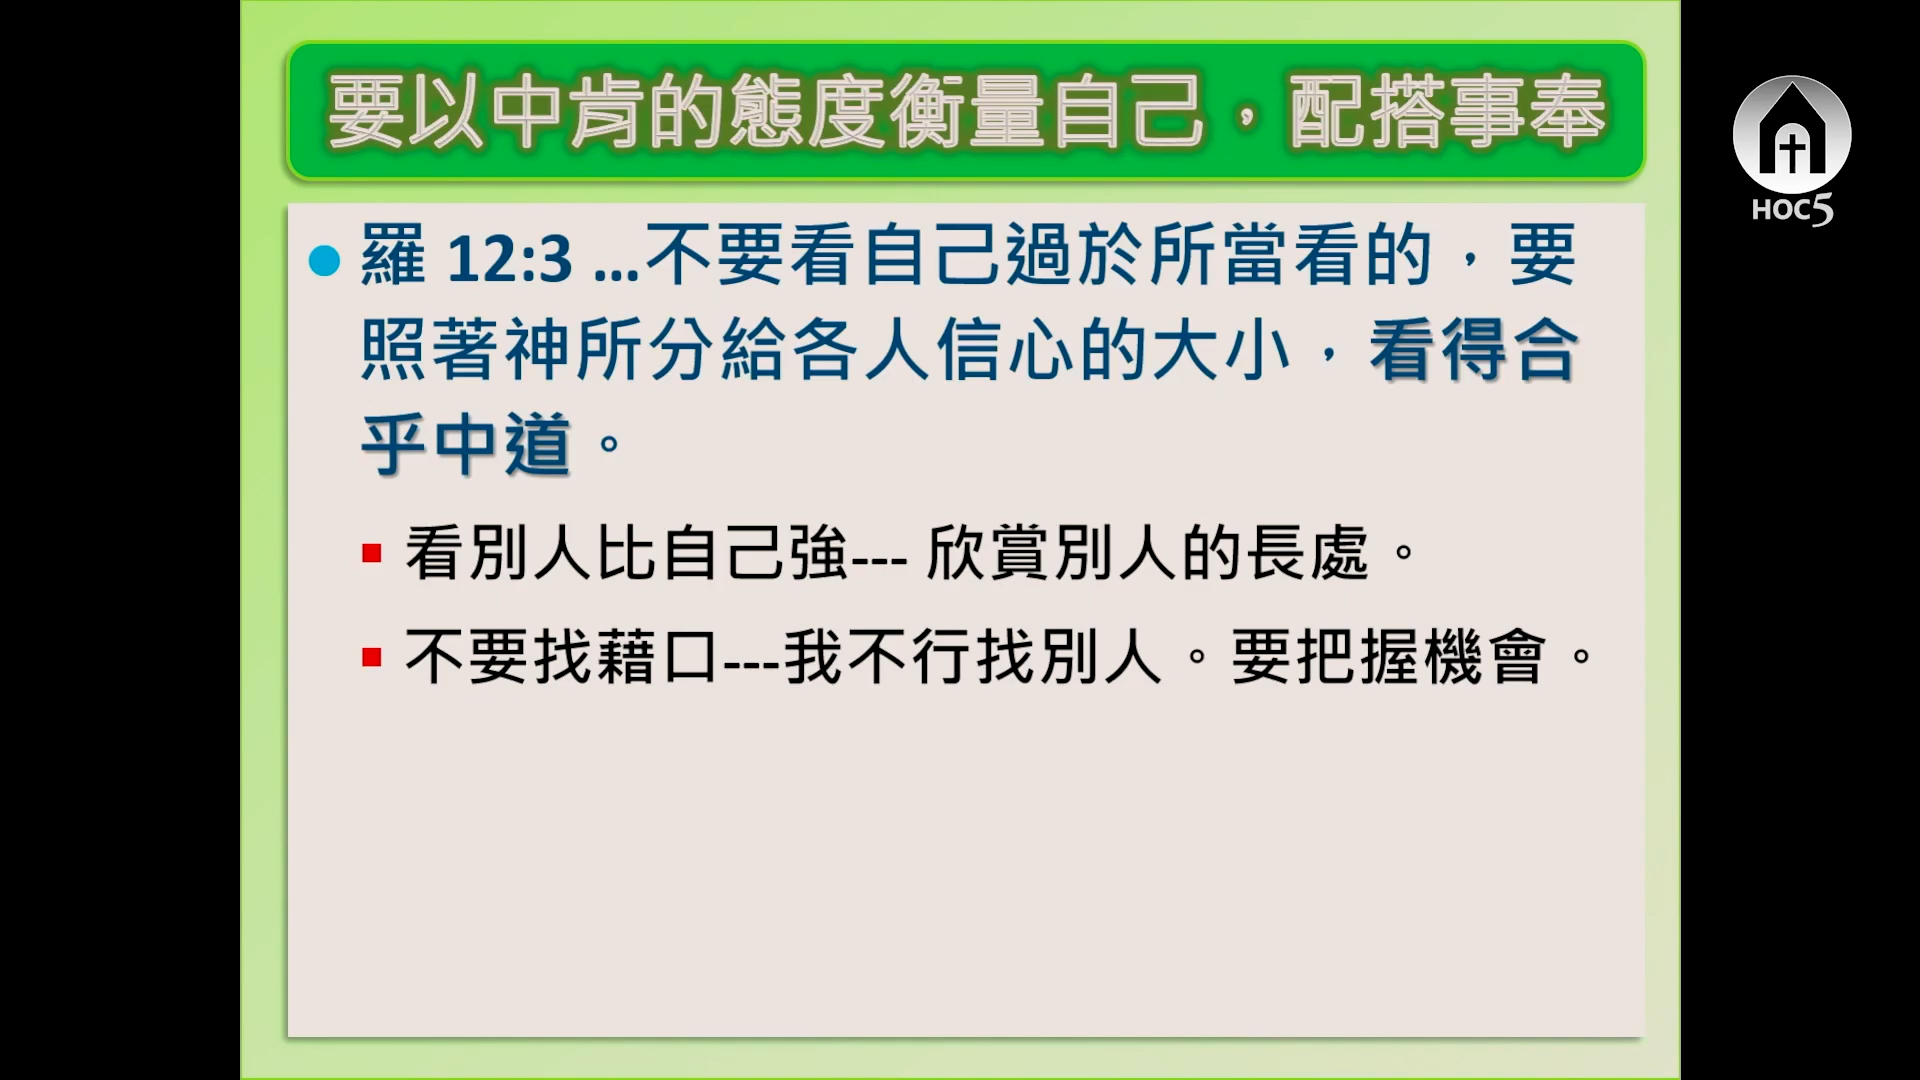 要以中肯的態度衡量自己，配搭事奉
HOC5
羅 12:3 …不要看自己過於所當看的，要
照著神所分給各人信心的大小，看得合
乎中道。
看別人比自己強--- 欣賞別人的長處。
不要找藉口---我不行找別人。要把握機會。